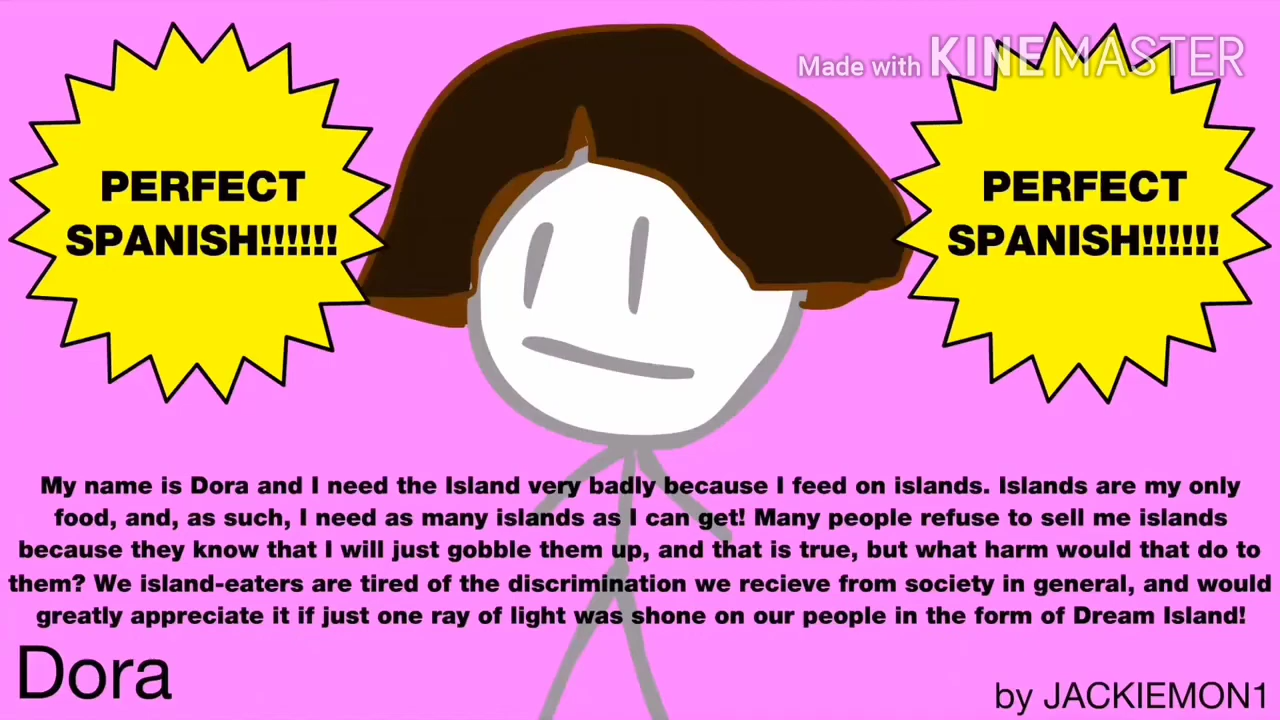 Made with KINEMASTER
PERFECT
SPANISH!!!!!!
PERFECT
SPANISH!!!!!!
My name is Dora and I need the Island very badly because I feed on islands. Islands are my only
food, and, as such, I need as many islands as I can get! Many people refuse to sell me islands
because they know that I will just gobble them up, and that is true, but what harm would that do to
them? We island-eaters are tired of the discrimination we recieve from society in general, and would
greatly appreciate it if just one ray of light was shone on our people in the form of Dream Island!
Dora
by JACKIEMON1